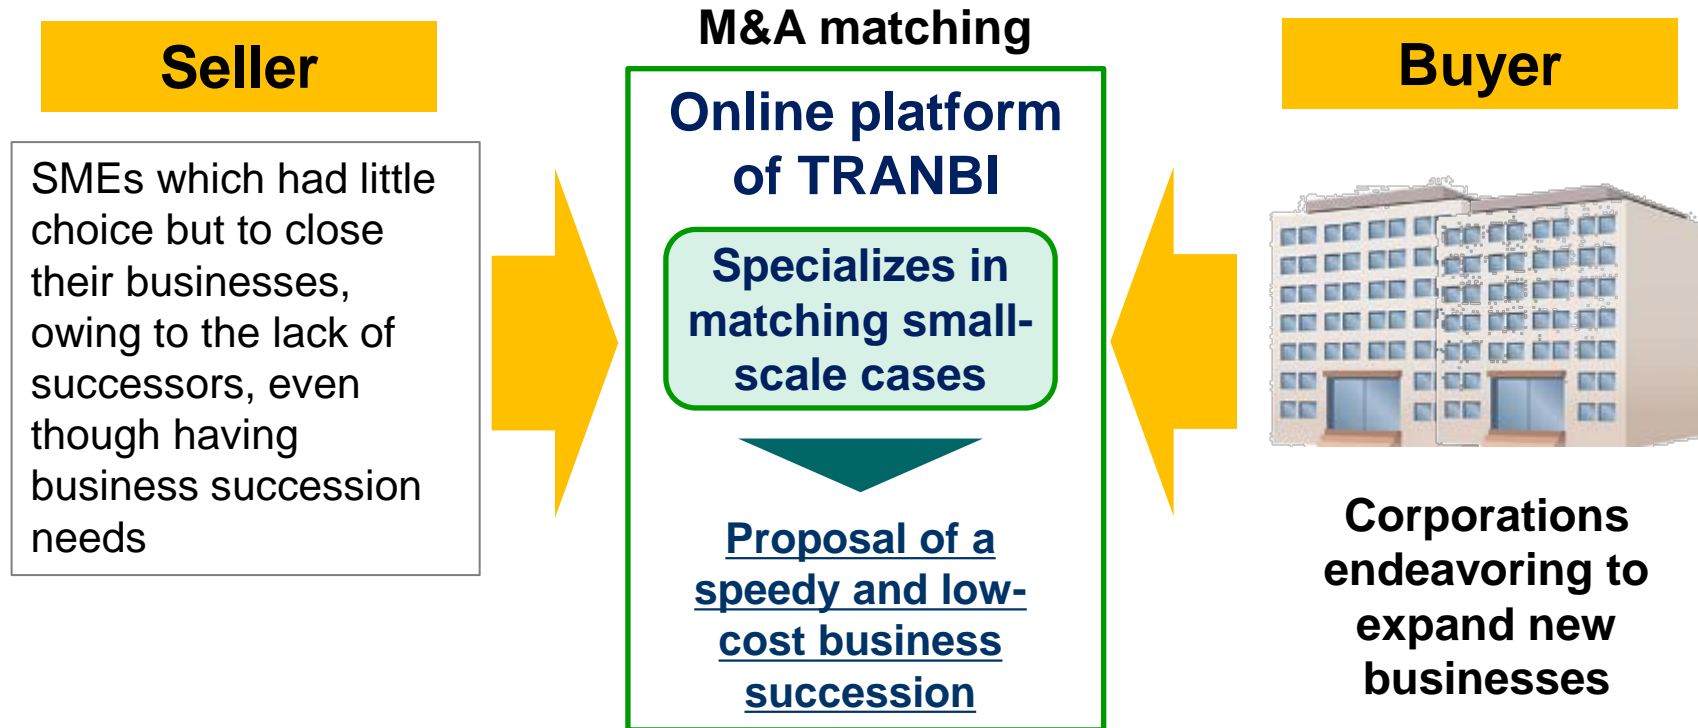 Seller
SMEs which had little
choice but to close
their businesses,
owing to the lack of
successors, even
though having
business succession
needs
M&A matching
Online platform
of TRANBI
Specializes in
matching small-
scale cases
Proposal of a
speedy and low-
cost business
succession
Buyer
Corporations
endeavoring to
expand new
businesses